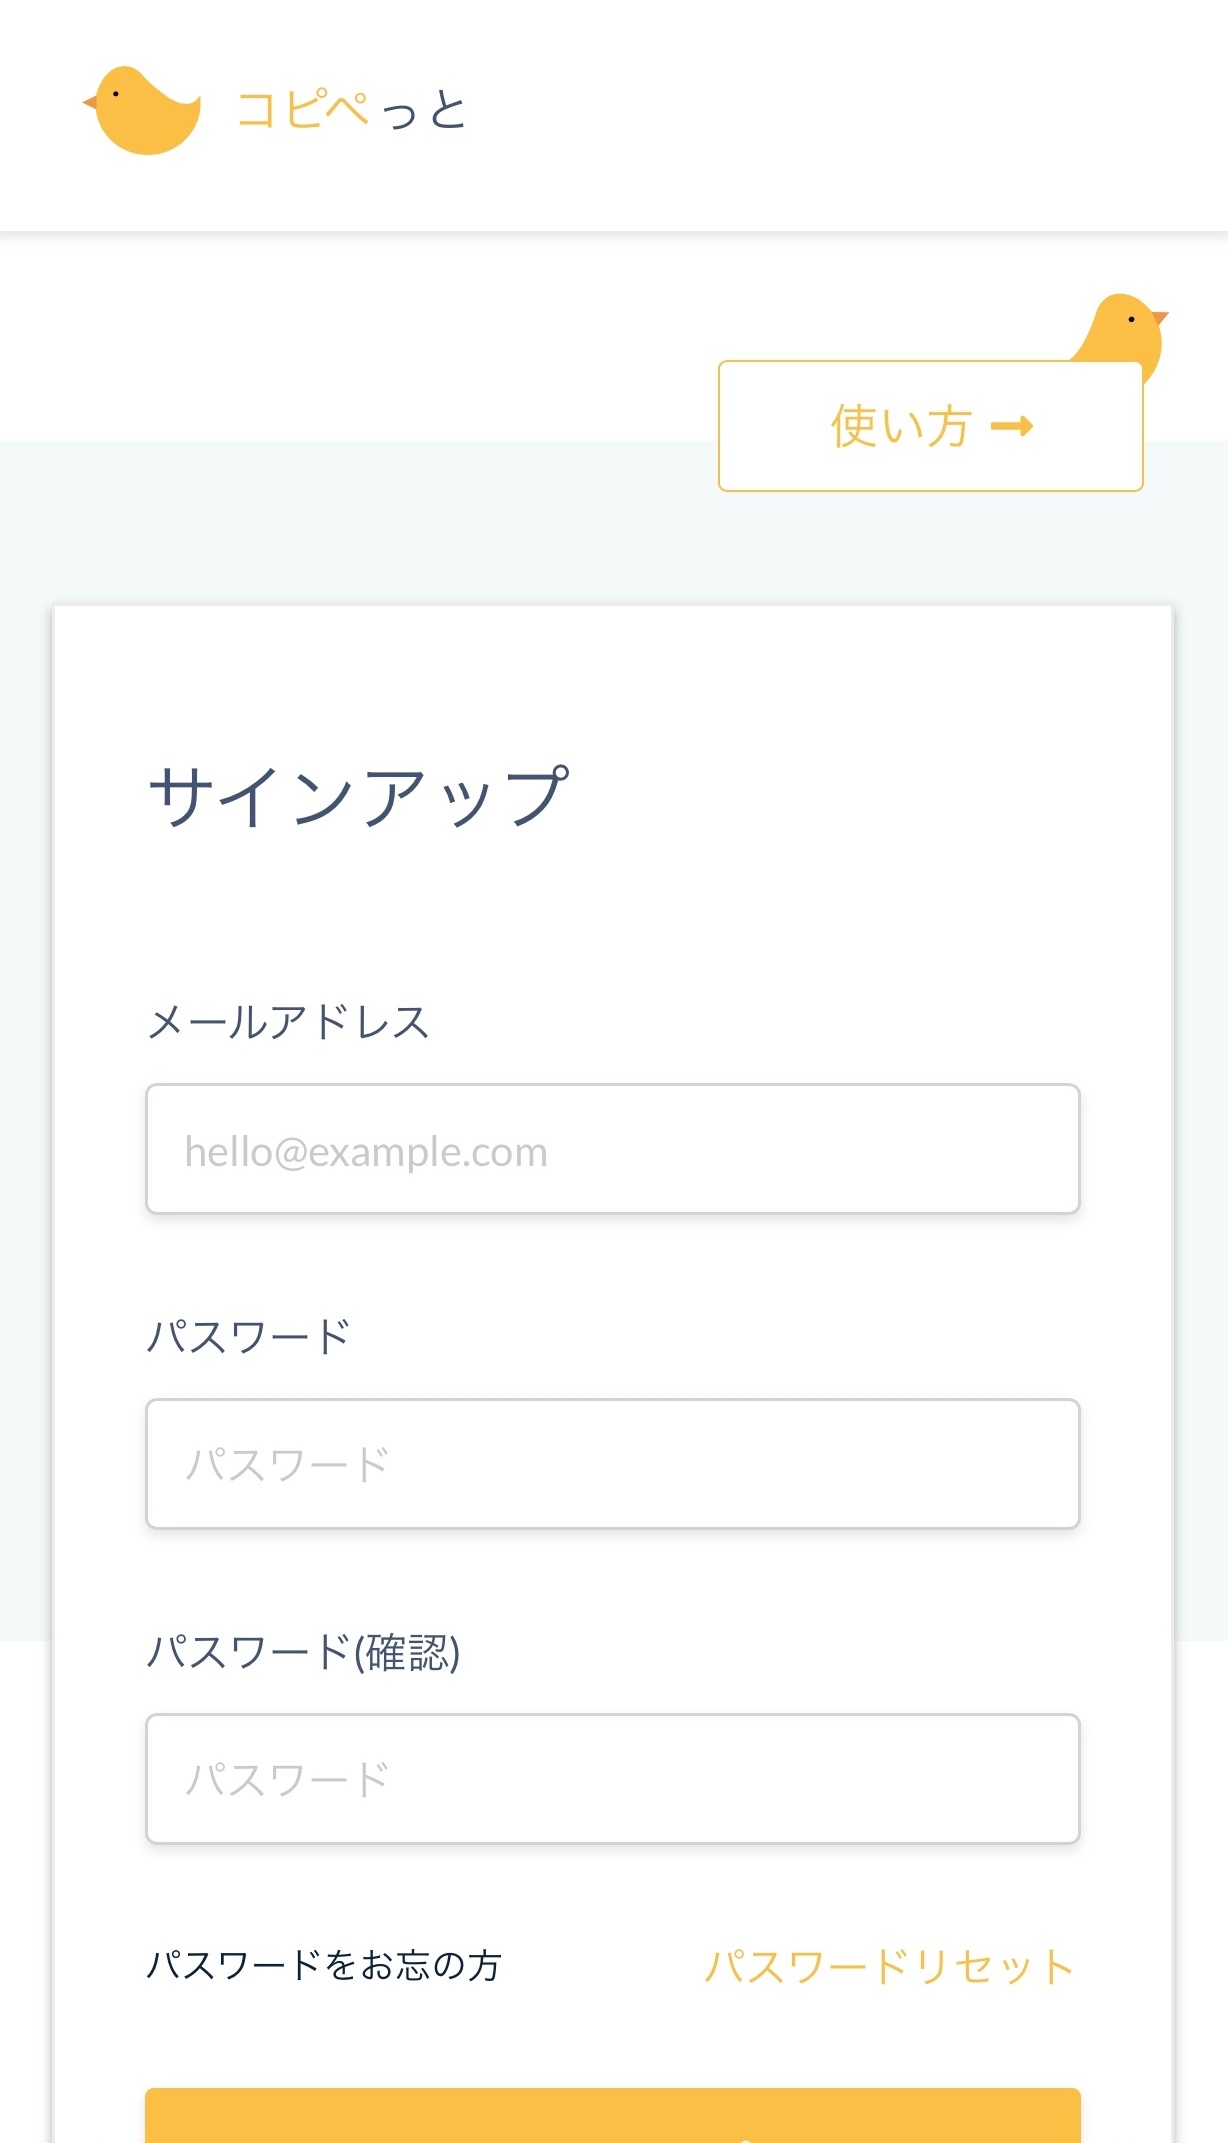 コピペっと
使い方
サインアップ
メールアドレス
hello@example.com
パスワード
パスワード
パスワード(確認)
パスワード
パスワードをお忘の方
パスワードリセット